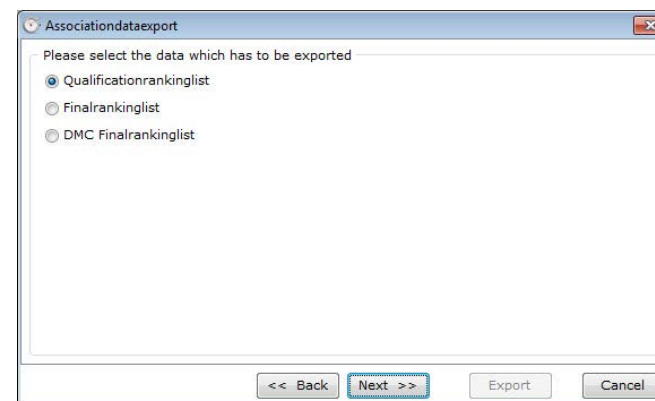 Associationdataexport
Please select the data which has to be exported
Qualificationrankinglist
Finalrankinglist
DMC Finalrankinglist
<< Back Next >> Export Cancel